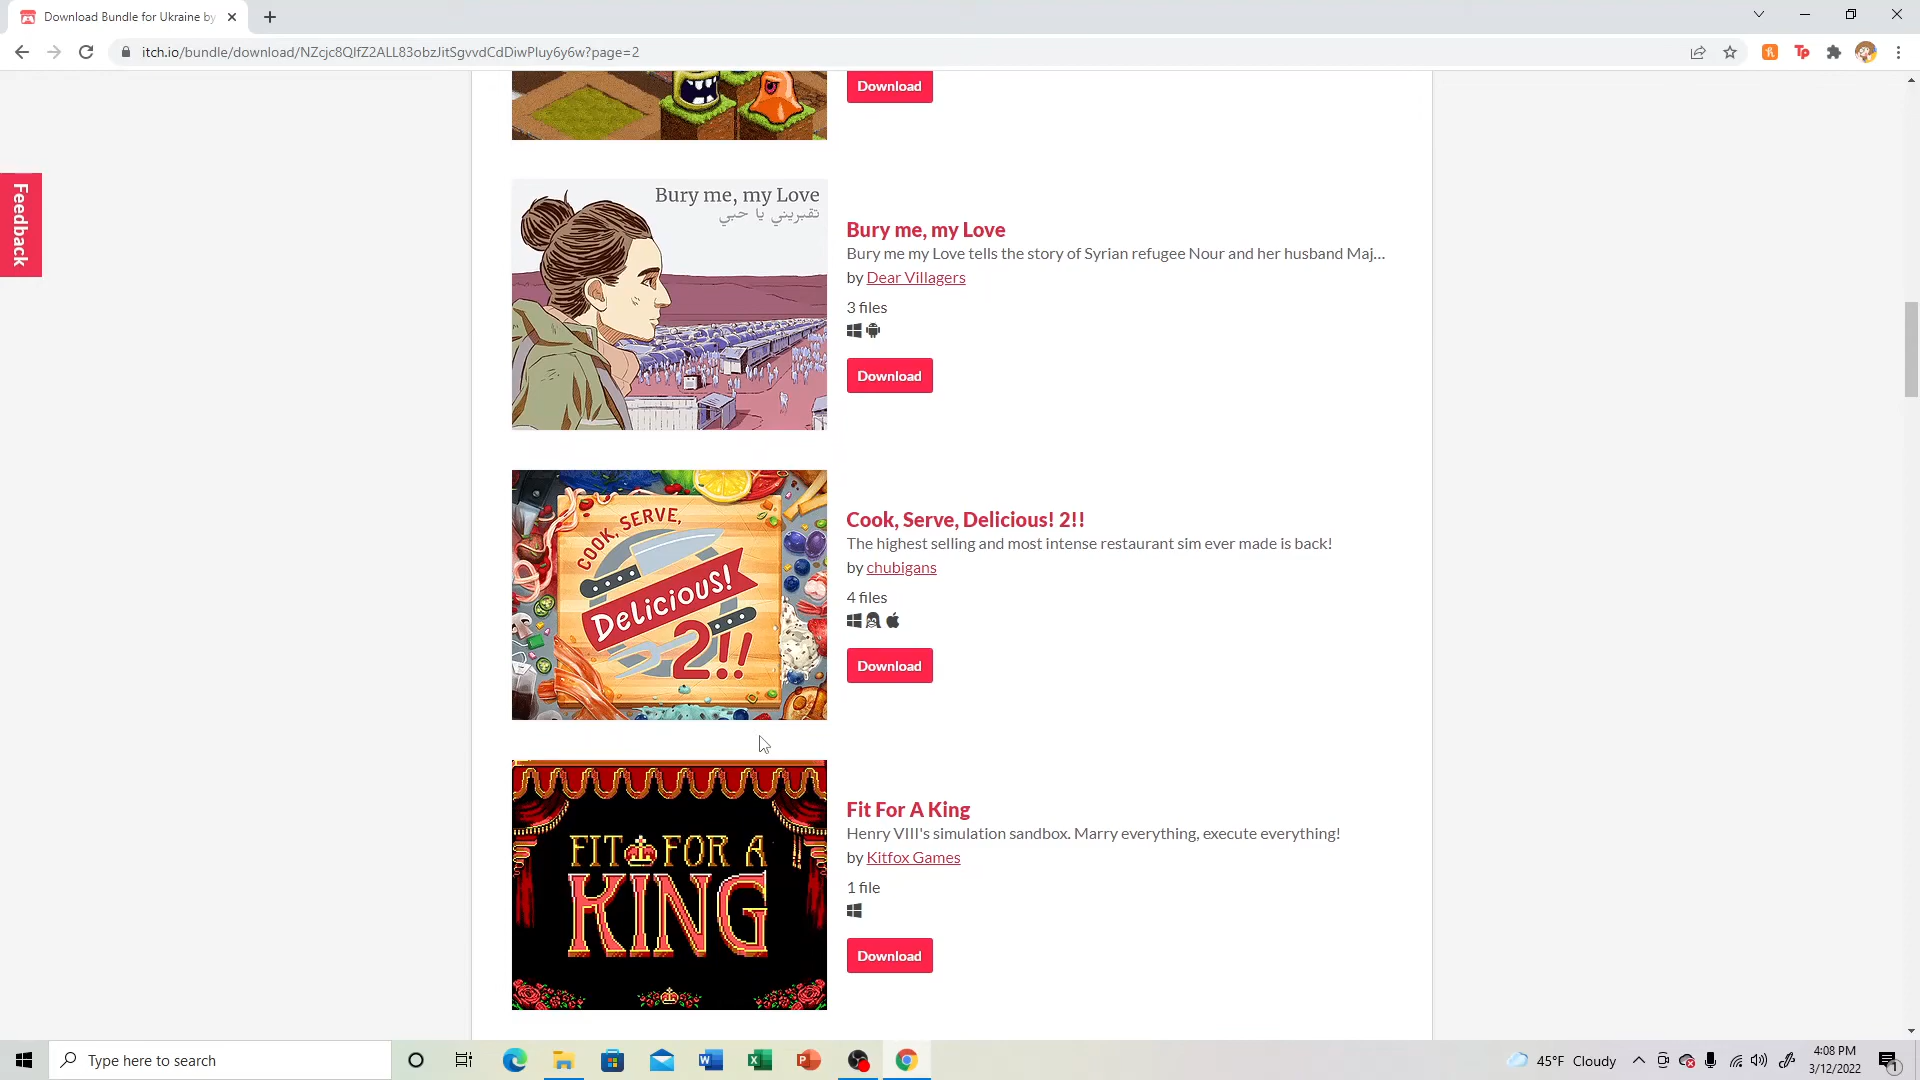 Download Bundle for Ukraine by
itch.io/bundle/download/NZcjc8QlfZ2ALL83obzJitSgvvdCdDiwPluy6y6w?page=2
Tp
Download
Feedback
Bury me, my Love
تقبريني يا حبي
Bury me, my Love
Bury me my Love tells the story of Syrian refugee Nour and her husband Maj...
by Dear Villagers
3 files
Download
COOK, SERVE,
Delicious!
2!!
Cook, Serve, Delicious! 2!!
The highest selling and most intense restaurant sim ever made is back!
by chubigans
4 files
Download
FIT FOR A
KING
Fit For A King
Henry VIII's simulation sandbox. Marry everything, execute everything!
by Kitfox Games
1 file
Download
Type here to search
45°F Cloudy
4:08 PM
3/12/2022
1